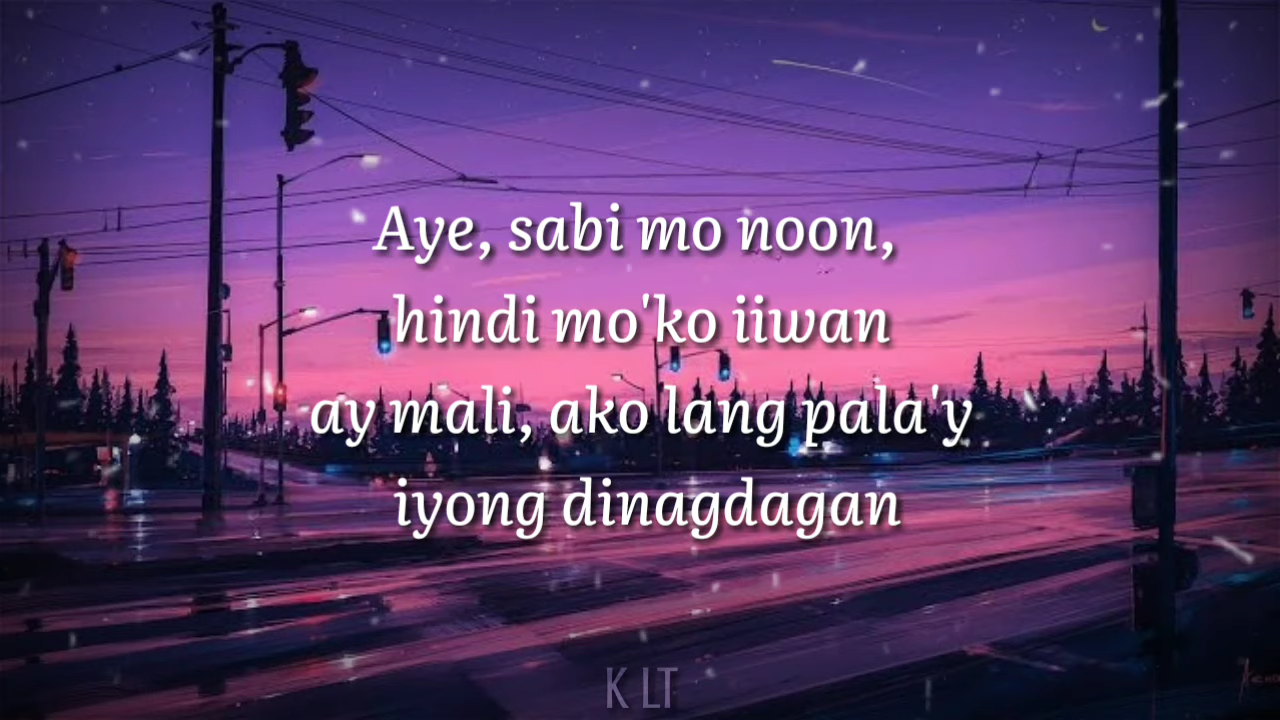 Aye, sabi mo noon,
hindi mo'ko iiwan
ay mali, ako lang pala'y
iyong dinagdagan
K LT